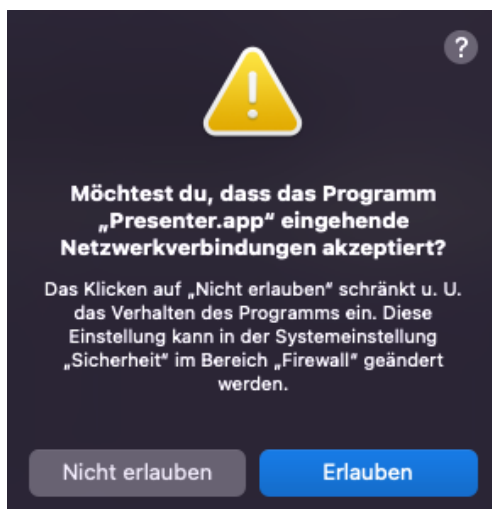 ?
!
Möchtest du, dass das Programm
„Presenter.app“ eingehende
Netzwerkverbindungen akzeptiert?
Das Klicken auf „Nicht erlauben“ schränkt u. U.
das Verhalten des Programms ein. Diese
Einstellung kann in der Systemeinstellung
„Sicherheit“ im Bereich „Firewall“ geändert
werden.
Nicht erlauben
Erlauben